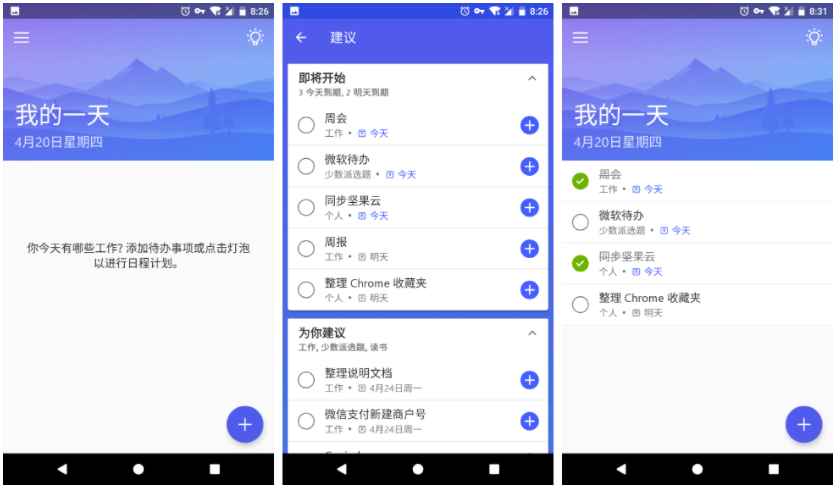 8:26
我的一天
4月20日星期四
你今天有哪些工作? 添加待办事项或点击灯泡
以进行日程计划。
8:26
建议
即将开始
3 今天到期, 2 明天到期
周会
工作 • 今天
微软待办
少数派选题 • 今天
同步坚果云
个人 • 今天
周报
工作 • 明天
整理 Chrome 收藏夹
个人 • 明天
为你建议
工作, 少数派选题, 读书
整理说明文档
工作 • 4月24日周一
微信支付新建商户号
工作 • 4月24日周一
8:31
我的一天
4月20日星期四
周会
工作 • 今天
微软待办
少数派选题 • 今天
同步坚果云
个人 • 今天
整理 Chrome 收藏夹
个人 • 明天